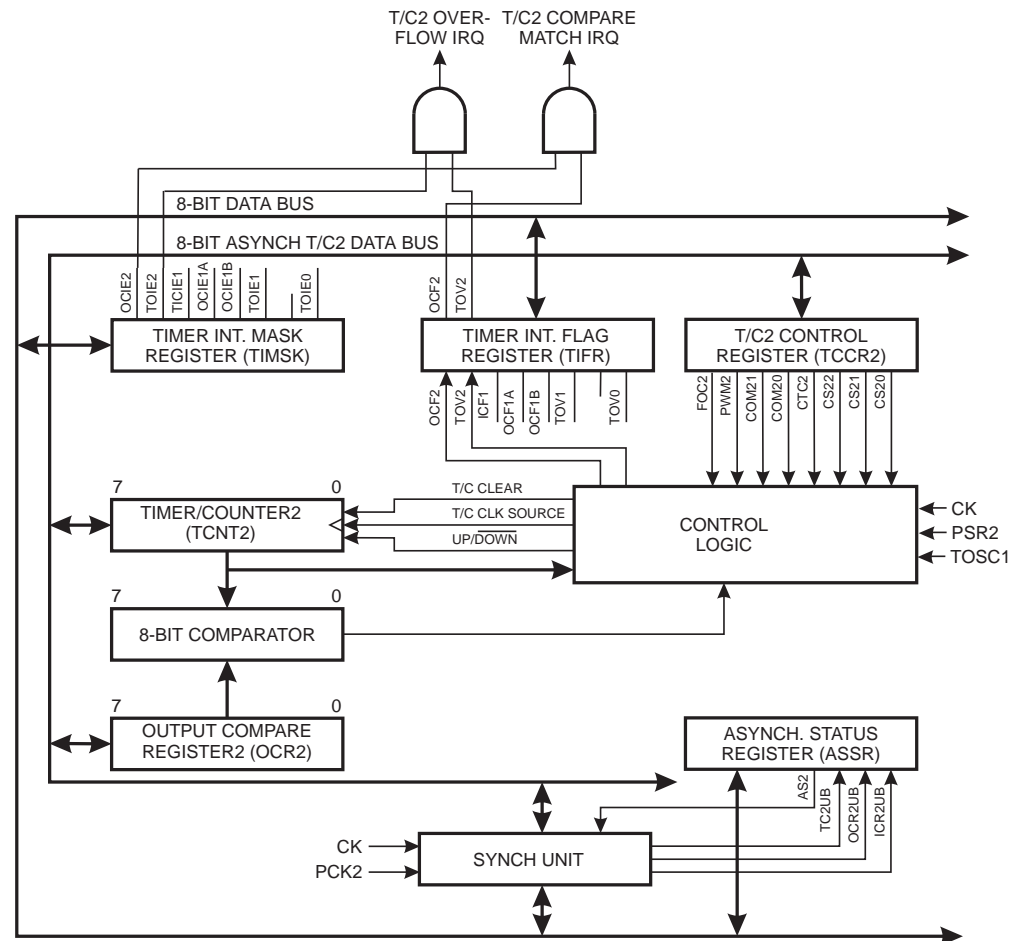 T/C2 OVER-
FLOW IRQ
T/C2 COMPARE
MATCH IRQ
8-BIT DATA BUS
8-BIT ASYNCH T/C2 DATA BUS
OCIE2
TOIE2
TICIE1
OCIE1A
OCIE1B
TOIE1
TOIE0
OCF2
TOV2
TIMER INT. MASK
REGISTER (TIMSK)
TIMER INT. FLAG
REGISTER (TIFR)
T/C2 CONTROL
REGISTER (TCCR2)
OCF2
TOV2
ICF1
OCF1A
OCF1B
TOV1
TOV0
FOC2
PWM2
COM21
COM20
CTC2
CS22
CS21
CS20
7
0
TIMER/COUNTER2
(TCNT2)
T/C CLEAR
T/C CLK SOURCE
UP/DOWN
CONTROL
LOGIC
CK
PSR2
TOSC1
7
0
8-BIT COMPARATOR
7
0
OUTPUT COMPARE
REGISTER2 (OCR2)
ASYNCH. STATUS
REGISTER (ASSR)
AS2
TC2UB
OCR2UB
ICR2UB
CK
PCK2
SYNCH UNIT